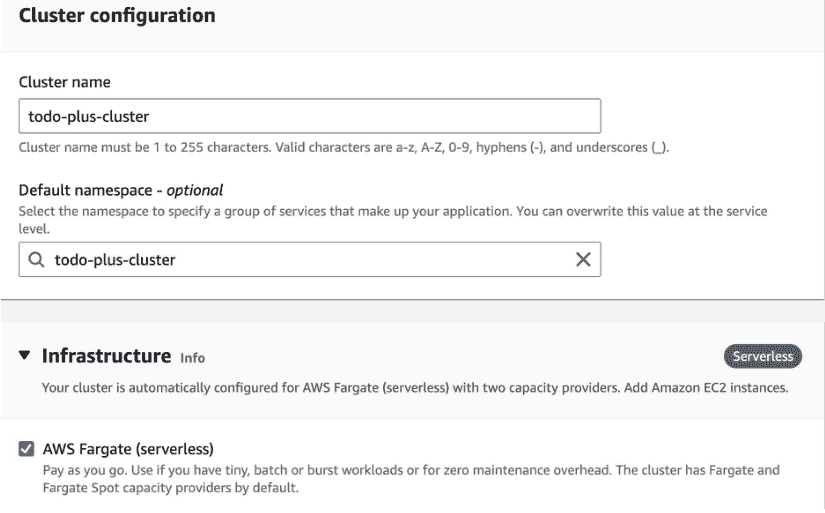 Cluster configuration
Cluster name
todo-plus-cluster
Cluster name must be 1 to 255 characters. Valid characters are a-z, A-Z, 0-9, hyphens (-), and underscores (_).
Default namespace - optional
Select the namespace to specify a group of services that make up your application. You can overwrite this value at the service
level.
todo-plus-cluster
Infrastructure Info
Serverless
Your cluster is automatically configured for AWS Fargate (serverless) with two capacity providers. Add Amazon EC2 instances.
AWS Fargate (serverless)
Pay as you go. Use if you have tiny, batch or burst workloads or for zero maintenance overhead. The cluster has Fargate and
Fargate Spot capacity providers by default.